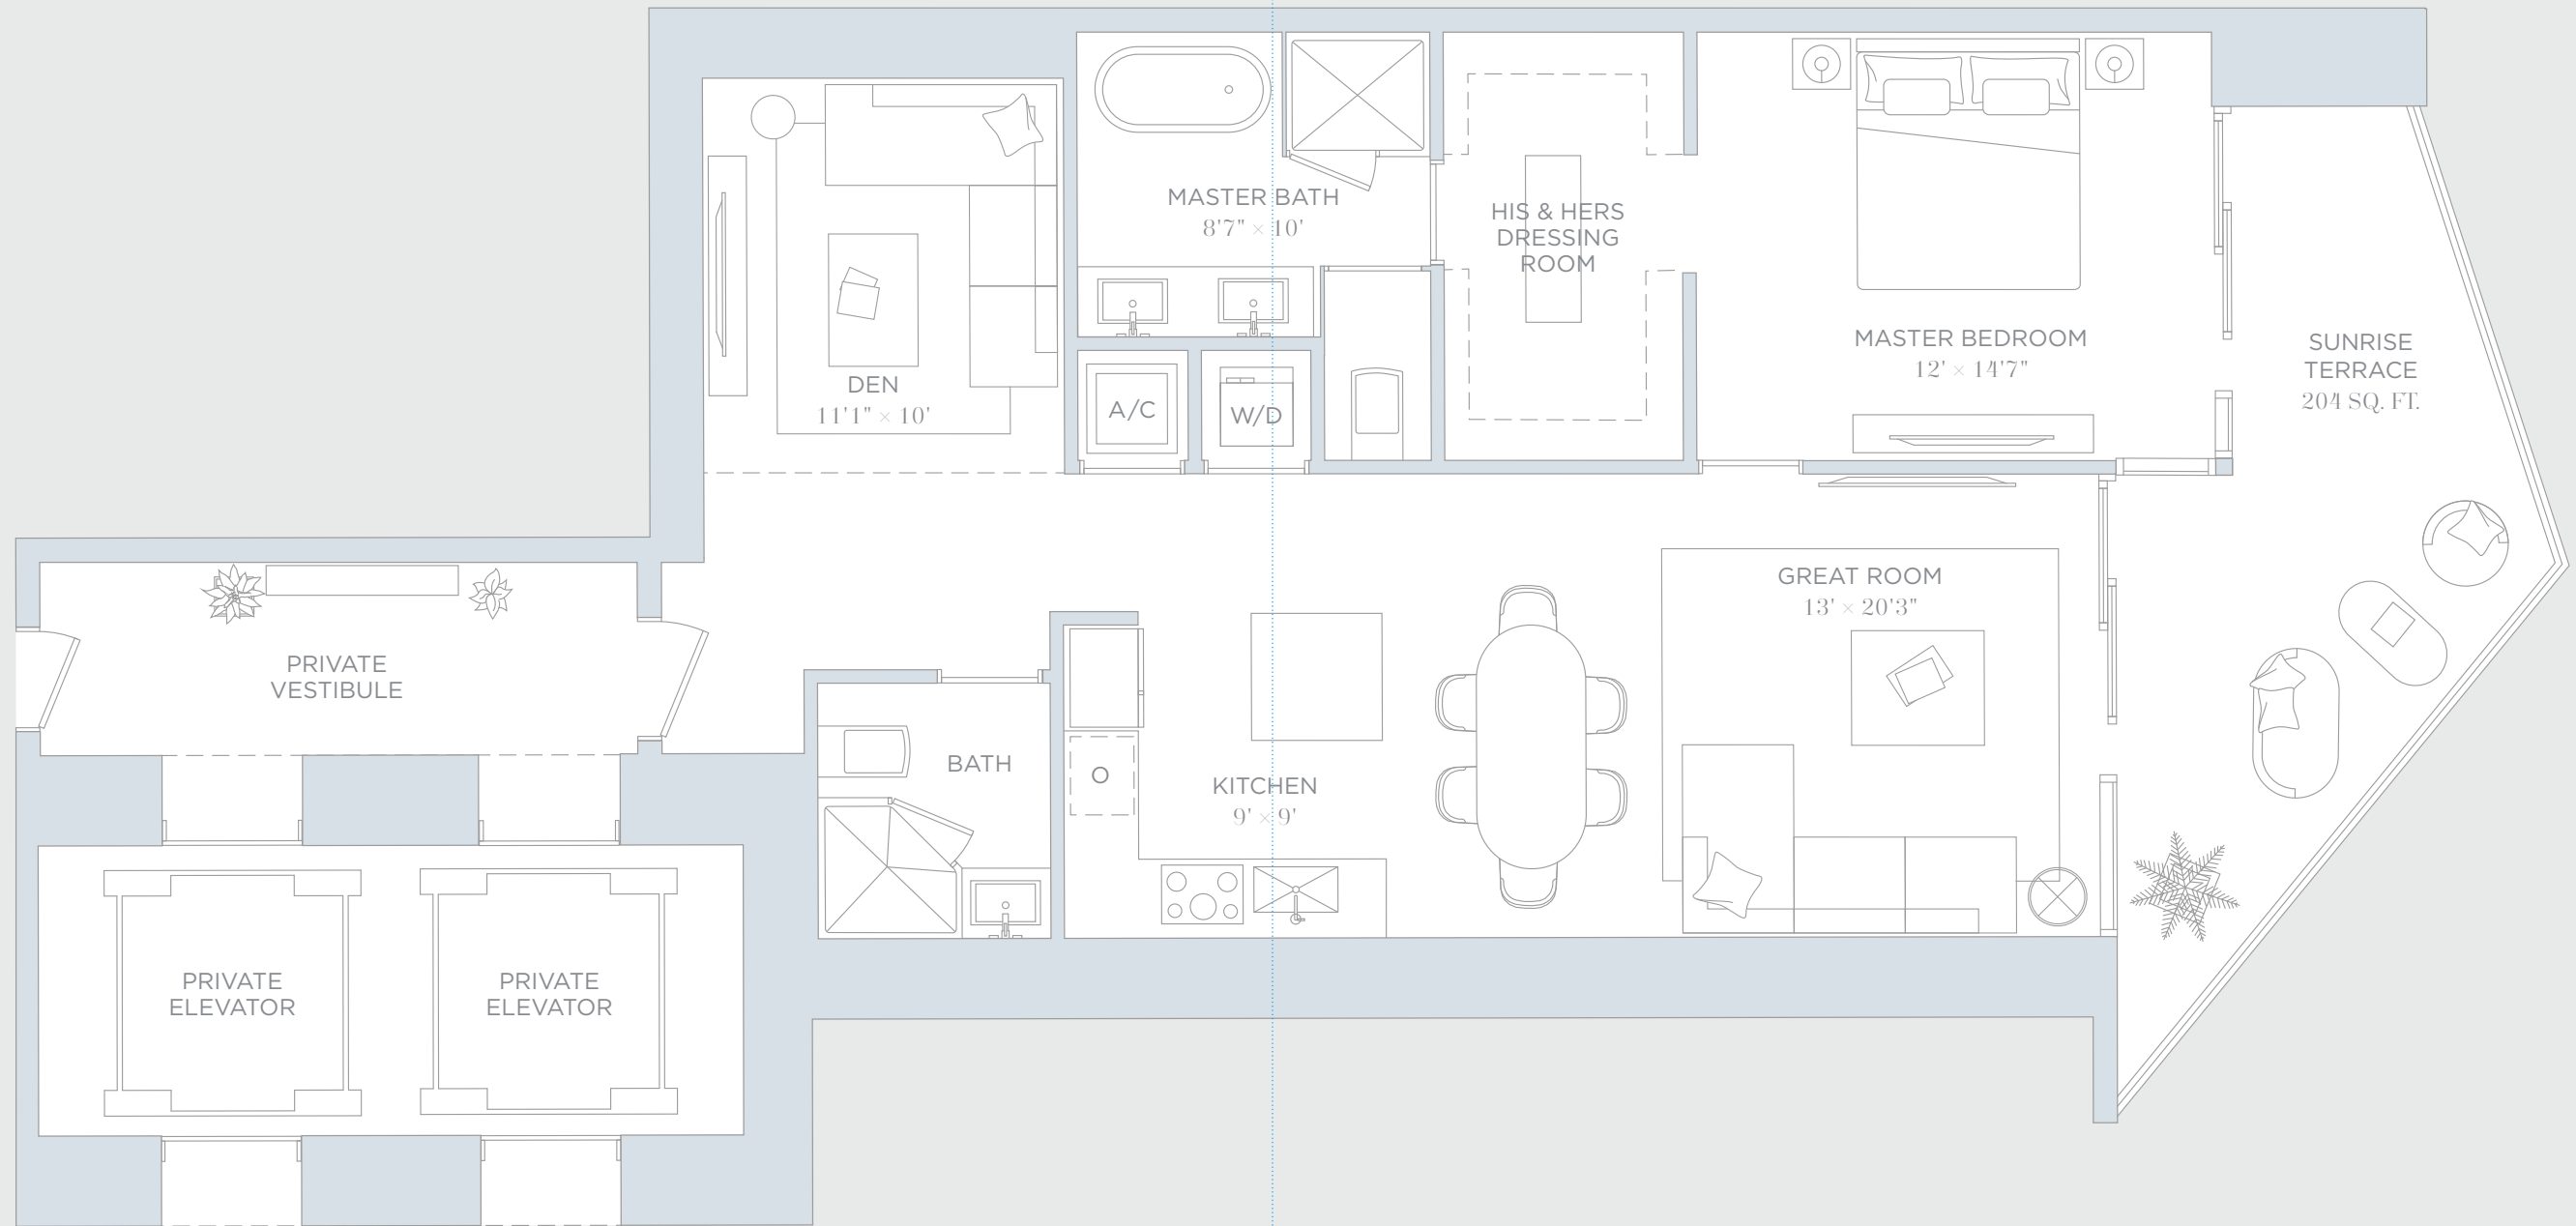 MASTER BATH
8'7" × 10'
HIS & HERS
DRESSING
ROOM
MASTER BEDROOM
12' × 14'7"
SUNRISE
TERRACE
204 SQ. FT.
DEN
11'1" × 10'
A/C
W/D
GREAT ROOM
13' × 20'3"
PRIVATE
VESTIBULE
BATH
O
KITCHEN
9' × 9'
PRIVATE
ELEVATOR
PRIVATE
ELEVATOR